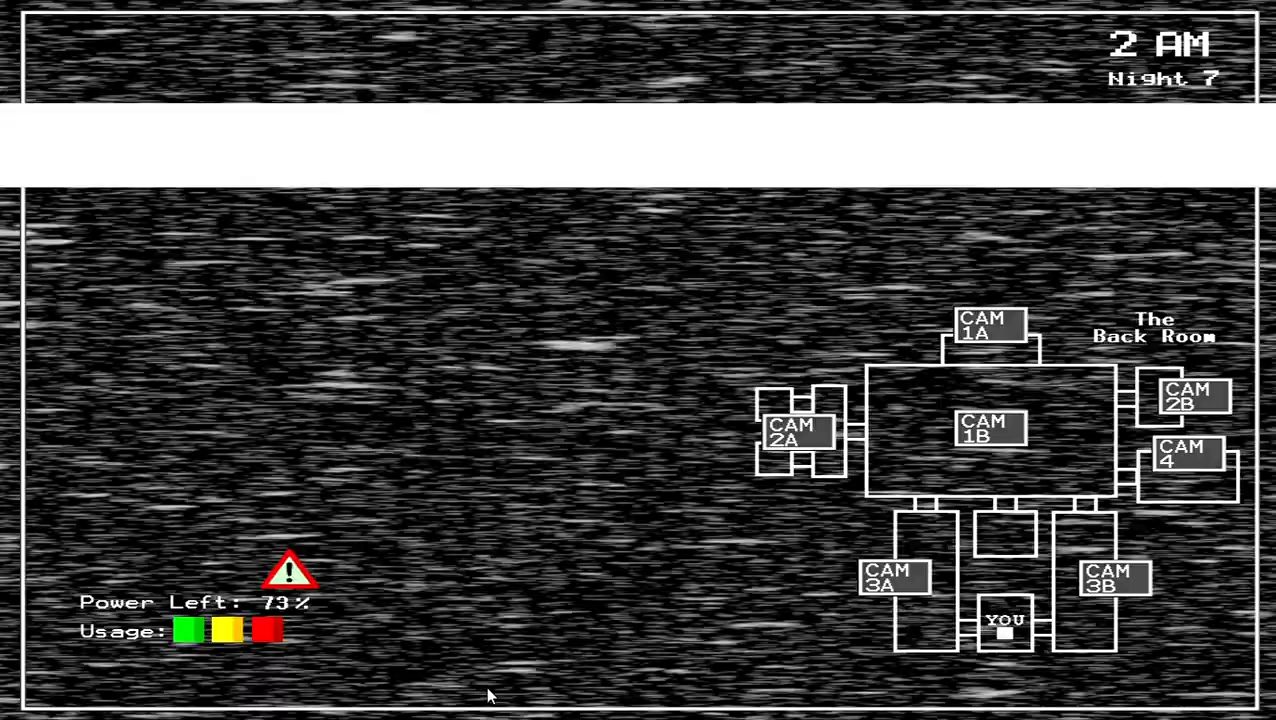 2 AM
Night 7
CAM
1A
The
Back Room
CAM
2B
CAM
2A
CAM
1B
CAM
4
CAM
3A
CAM
3B
YOU
!
Power Left: 73%
Usage: